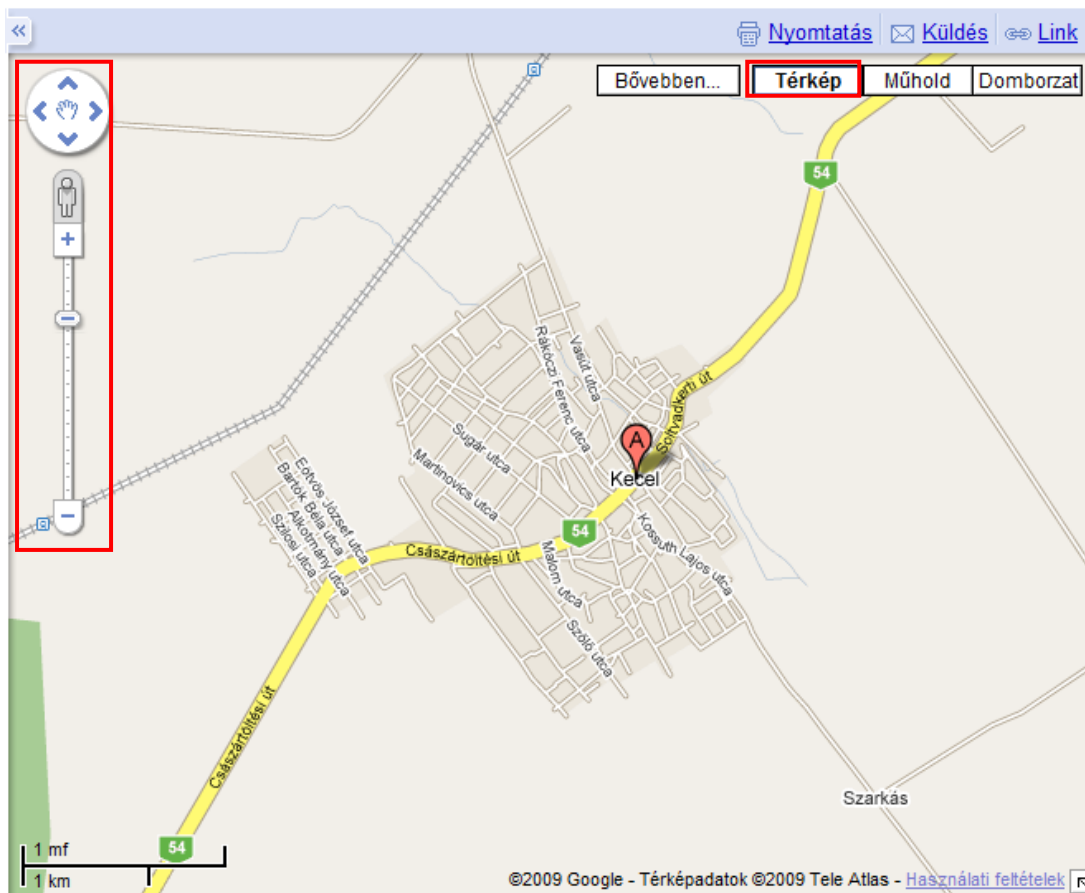 «
Nyomtatás Küldés Link
Bővebben... Térkép Műhold Domborzat
54
Vasút utca
Rákóczi Ferenc utca
Soltvadkerti út
A
Kecel
Sugár utca
Martinovics utca
Eötvös József utca
Bartók Béla utca
Alkotmány utca
Szilosi utca
54
Császártöltési út
Kossuth Lajos utca
Malom utca
Szőlő utca
Császártöltési út
Szarkás
54
1 mf
1 km
©2009 Google - Térképadatok ©2009 Tele Atlas - Használati feltételek